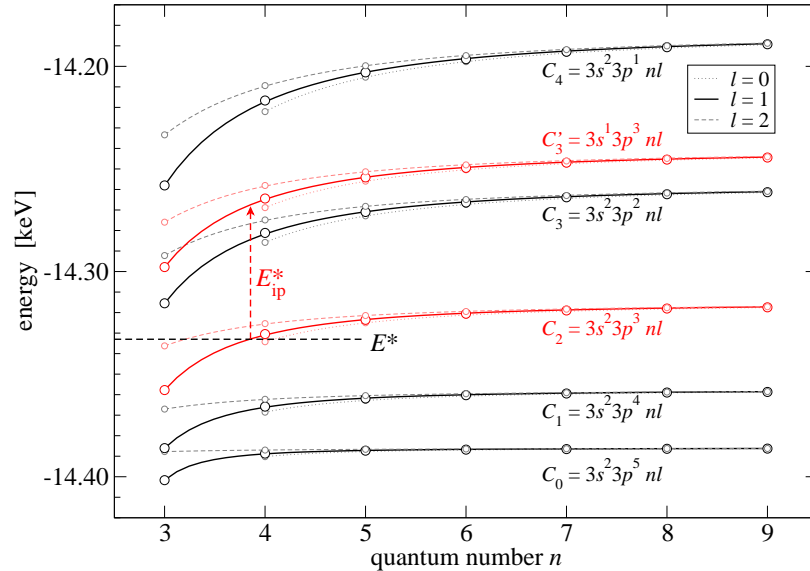 energy [keV]
-14.20
-14.30
-14.40
C₄ = 3s²3p¹ nl
l = 0
l = 1
l = 2
C₃' = 3s¹3p³ nl
C₃ = 3s²3p² nl
E*ip
C₂ = 3s²3p³ nl
E*
C₁ = 3s²3p⁴ nl
C₀ = 3s²3p⁵ nl
3 4 5 6 7 8 9
quantum number n